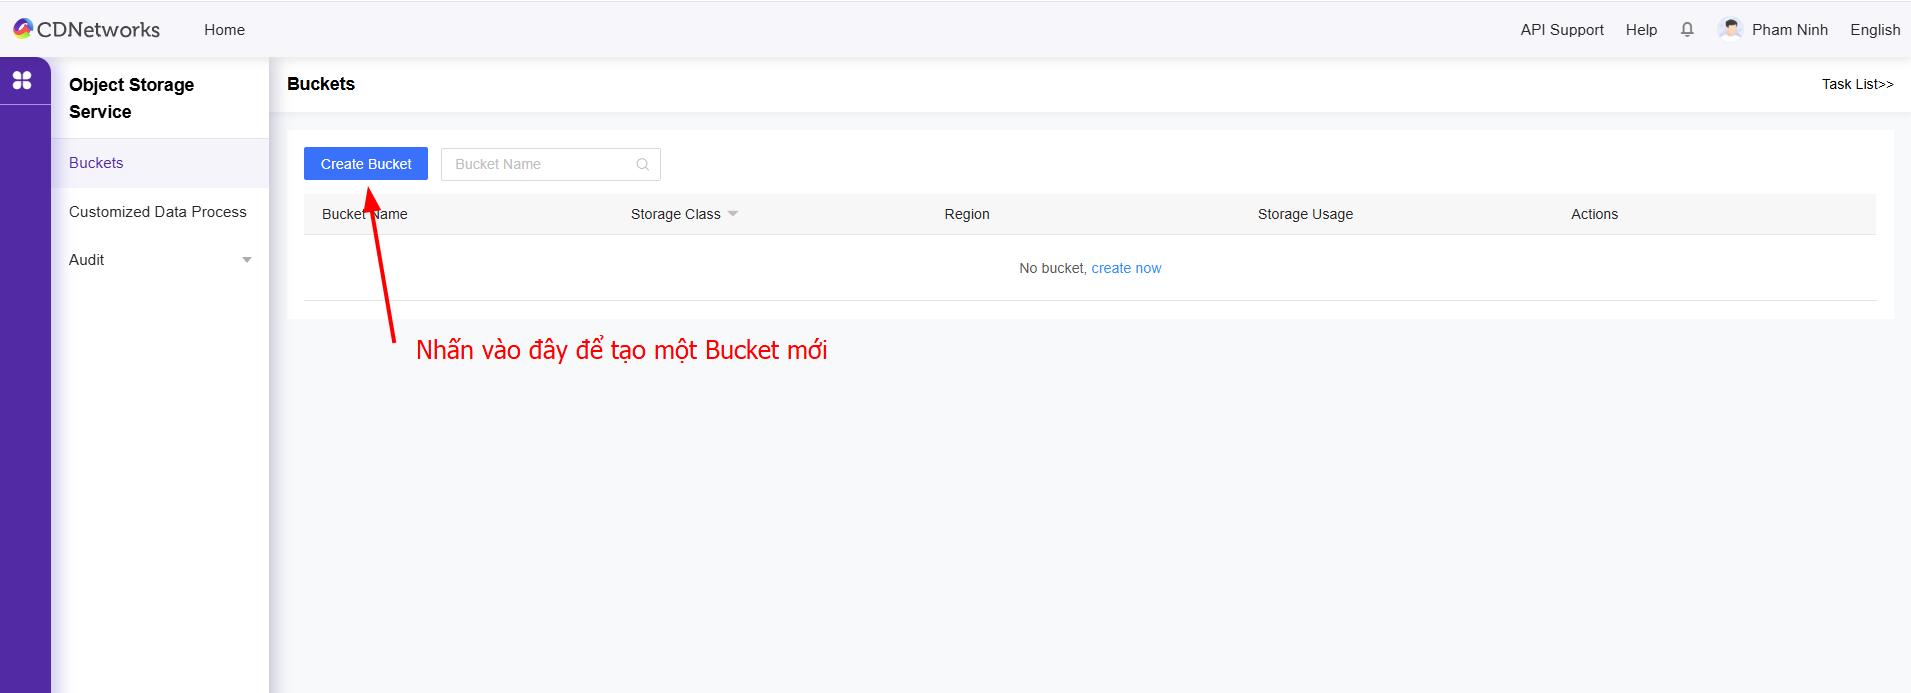 CDNetworks
Home
API Support
Help
Pham Ninh
English
Object Storage
Service
Buckets
Customized Data Process
Audit
Buckets
Task List>>
Create Bucket
Bucket Name
Bucket Name
Storage Class
Region
Storage Usage
Actions
No bucket, create now
Nhấn vào đây để tạo một Bucket mới